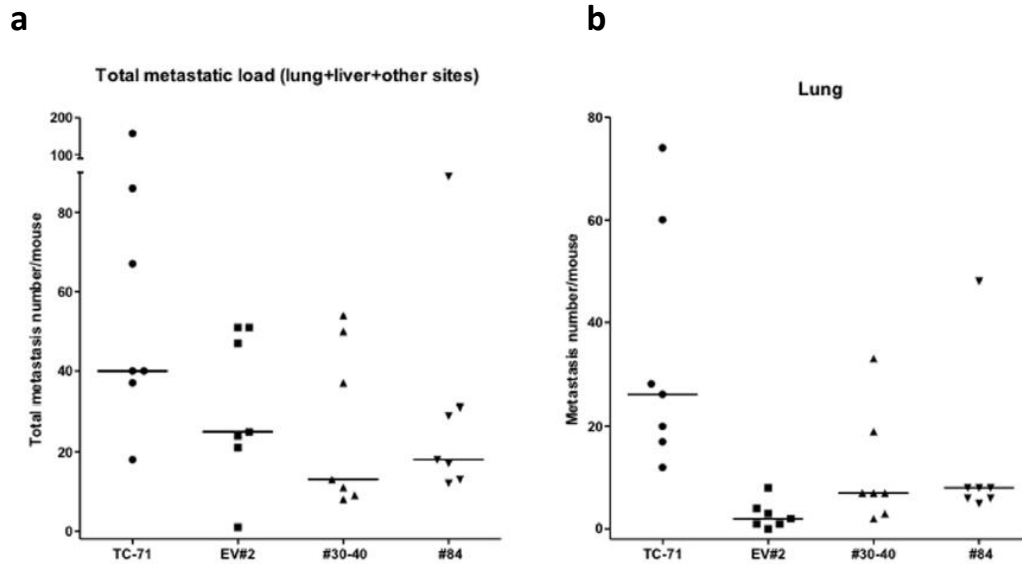 a
Total metastatic load (lung+liver+other sites)
Total metastasis number/mouse
200
100
80
60
40
20
0
TC-71 EV#2 #30-40 #84
b
Lung
Metastasis number/mouse
80
60
40
20
0
TC-71 EV#2 #30-40 #84